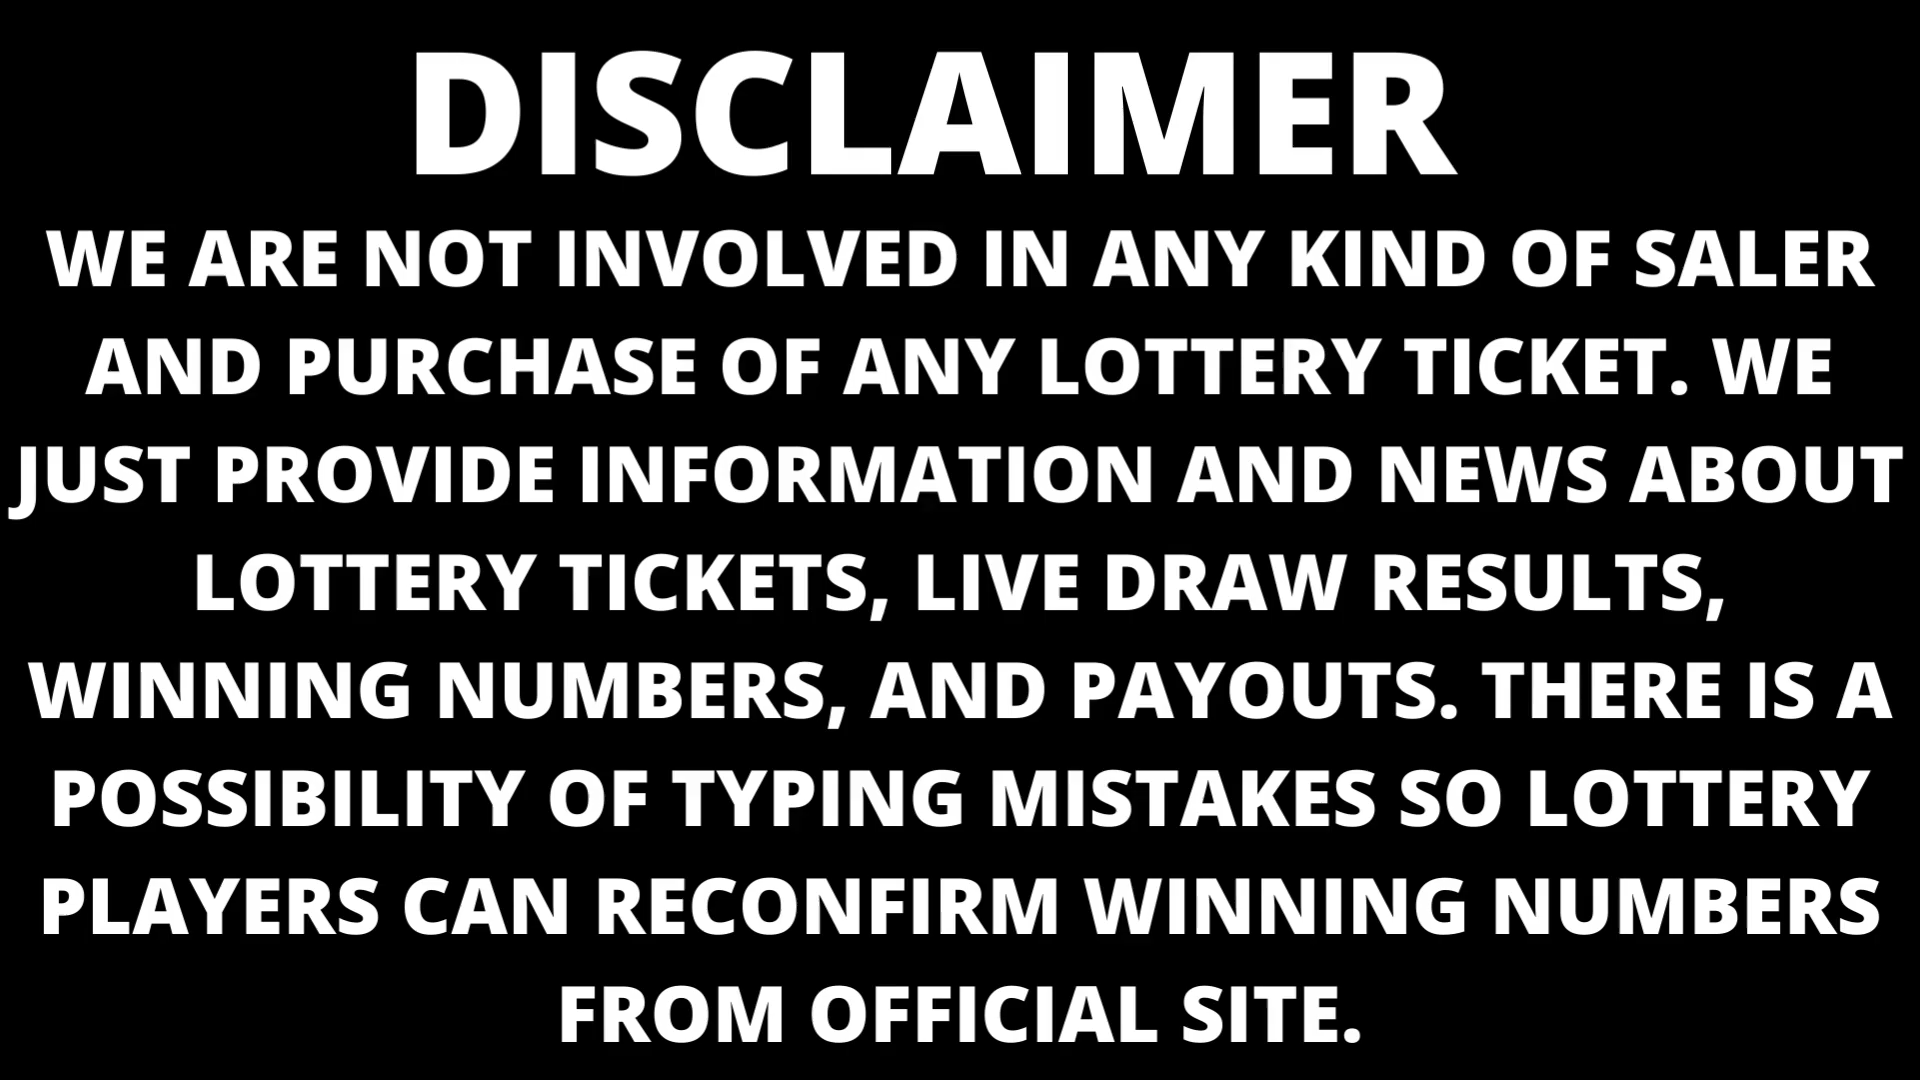 DISCLAIMER
WE ARE NOT INVOLVED IN ANY KIND OF SALER
AND PURCHASE OF ANY LOTTERY TICKET. WE
JUST PROVIDE INFORMATION AND NEWS ABOUT
LOTTERY TICKETS, LIVE DRAW RESULTS,
WINNING NUMBERS, AND PAYOUTS. THERE IS A
POSSIBILITY OF TYPING MISTAKES SO LOTTERY
PLAYERS CAN RECONFIRM WINNING NUMBERS
FROM OFFICIAL SITE.